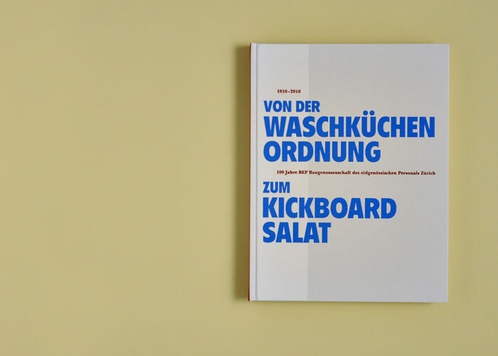 1910–2010
VON DER
WASCHKÜCHEN
ORDNUNG
100 Jahre BEP Baugenossenschaft des eidgenössischen Personals Zürich
ZUM
KICKBOARD
SALAT